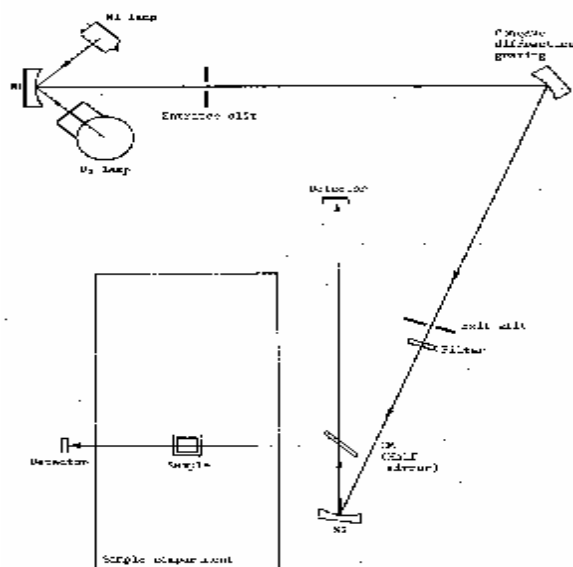 WI lamp
Concave
diffraction
grating
M1
Entrance slit
D₂ lamp
Detector
Exit slit
Filter
(Half
mirror)
Detector
Sample
M2
Sample compartment